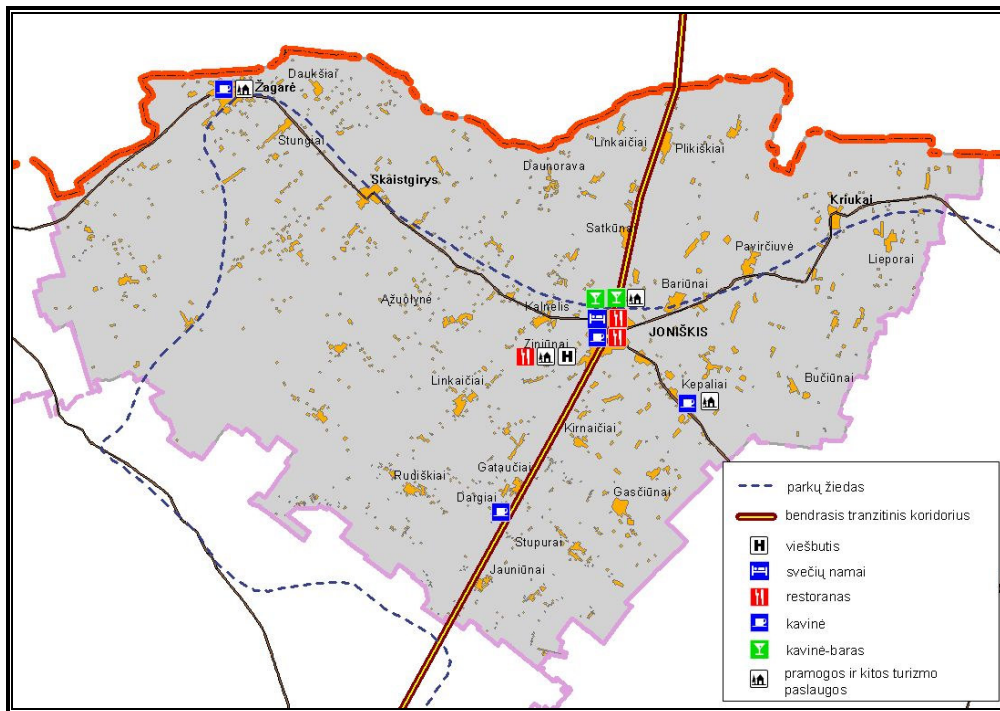 Daukšiai
Žagarė
Stungiai
Linkaičiai
Plikiškiai
Daunorava
Skaistgirys
Kriukai
Satkūnai
Pavirčiuvė
Lieporai
Bariūnai
Ažuolynė
Kalnelis
JONIŠKIS
Ziniūnai
H
Linkaičiai
Kepaliai
Bučiūnai
Kirnaičiai
Gataučiai
Rudiškiai
Dargiai
Gasčiūnai
Stupurai
Jauniūnai
parkų žiedas
bendrasis tranzitinis koridorius
H viešbutis
svečių namai
restoranas
kavinė
kavinė-baras
pramogos ir kitos turizmo
paslaugos